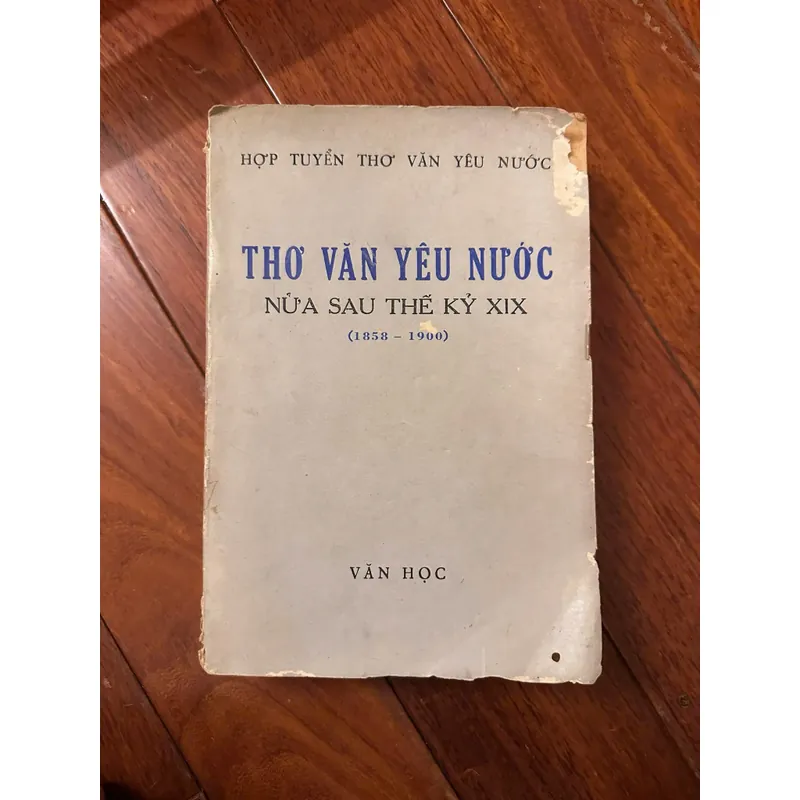 HỢP TUYỂN THƠ VĂN YÊU NƯỚC
THƠ VĂN YÊU NƯỚC
NỬA SAU THẾ KỶ XIX
(1858 – 1900)
VĂN HỌC